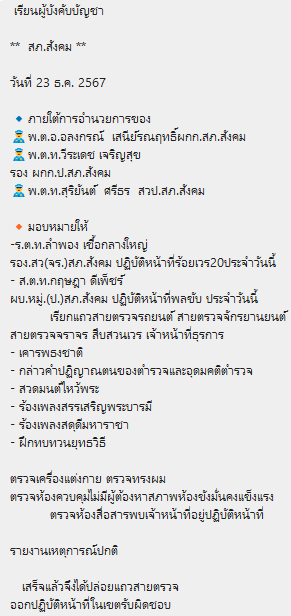 เรียนผู้บังคับบัญชา
** สภ.สังคม **
วันที่ 23 ธ.ค. 2567
🔹ภายใต้การอำนวยการของ
👮พ.ต.อ.อลงกรณ์ เสนีย์รณฤทธิ์ผกก.สภ.สังคม
👮พ.ต.ท.วีระเดช เจริญสุข
รอง ผกก.ป.สภ.สังคม
👮พ.ต.ท.สุริยันต์ ศรีธร สวป.สภ.สังคม
🔸มอบหมายให้
-ร.ต.ท.ลำพอง เชื้อกลางใหญ่
รอง.สว(จร.)สภ.สังคม ปฏิบัติหน้าที่ร้อยเวร20ประจำวันนี้
- ส.ต.ท.กฤษฎา ดีเพ็ชร์
ผบ.หมู่.(ป.)สภ.สังคม ปฏิบัติหน้าที่พลขับ ประจำวันนี้
เรียกแถวสายตรวจรถยนต์ สายตรวจจักรยานยนต์
สายตรวจจราจร สืบสวนเวร เจ้าหน้าที่ธุรการ
- เคารพธงชาติ
- กล่าวคำปฏิญาณตนของตำรวจและอุดมคติตำรวจ
- สวดมนต์ไหว้พระ
- ร้องเพลงสรรเสริญพระบารมี
- ร้องเพลงสดุดีมหาราชา
- ฝึกทบทวนยุทธวิธี
ตรวจเครื่องแต่งกาย ตรวจทรงผม
ตรวจห้องควบคุมไม่มีผู้ต้องหาสภาพห้องขังมั่นคงแข็งแรง
ตรวจห้องสื่อสารพบเจ้าหน้าที่อยู่ปฏิบัติหน้าที่
รายงานเหตุการณ์ปกติ
เสร็จแล้วจึงได้ปล่อยแถวสายตรวจ
ออกปฏิบัติหน้าที่ในเขตรับผิดชอบ